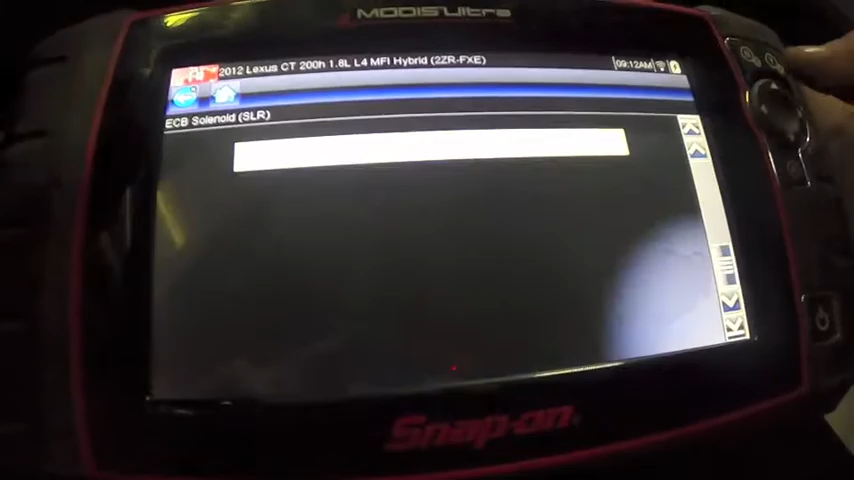 MODIS ULTRA
2012 Lexus CT 200h 1.8L L4 MFI Hybrid (2ZR-FXE)
09:12AM
ECB Solenoid (SLR)
Snap-on